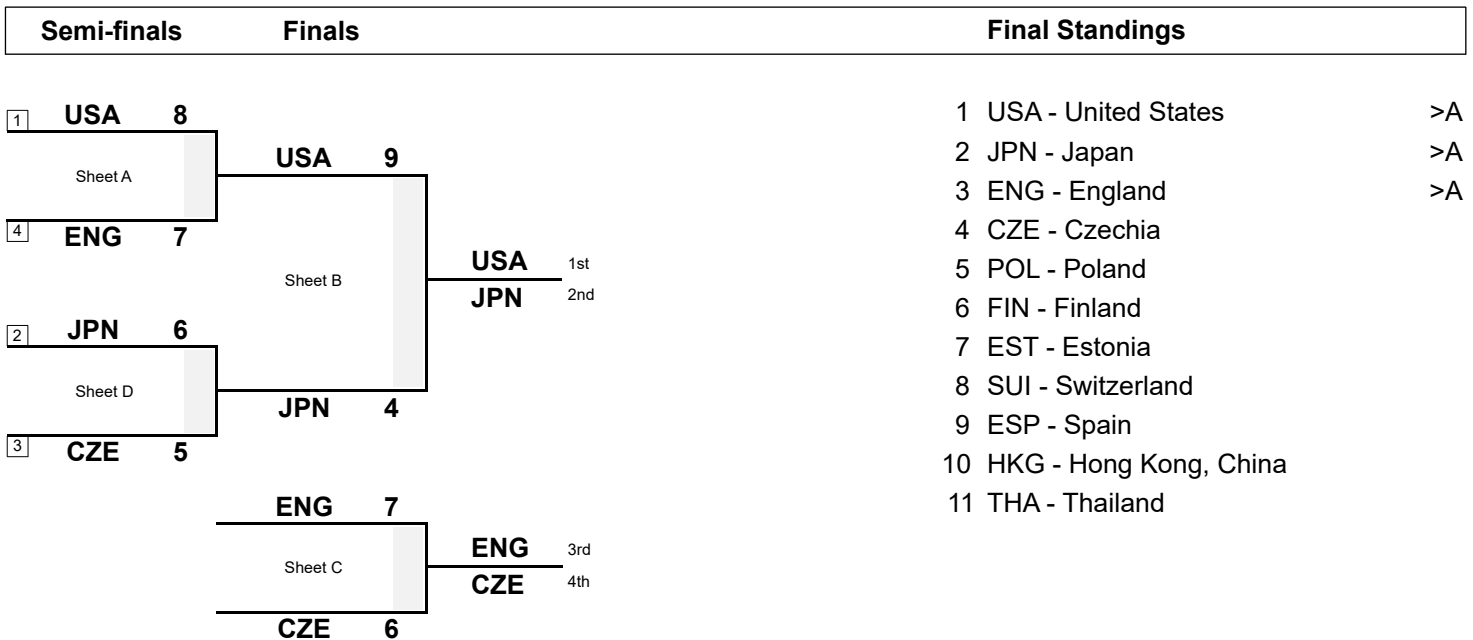 Semi-finals Finals Final Standings
1 USA 8
Sheet A
4 ENG 7
USA 9
Sheet B
JPN 4
USA 1st
JPN 2nd
2 JPN 6
Sheet D
3 CZE 5
ENG 7
Sheet C
CZE 6
ENG 3rd
CZE 4th
1 USA - United States >A
2 JPN - Japan >A
3 ENG - England >A
4 CZE - Czechia
5 POL - Poland
6 FIN - Finland
7 EST - Estonia
8 SUI - Switzerland
9 ESP - Spain
10 HKG - Hong Kong, China
11 THA - Thailand